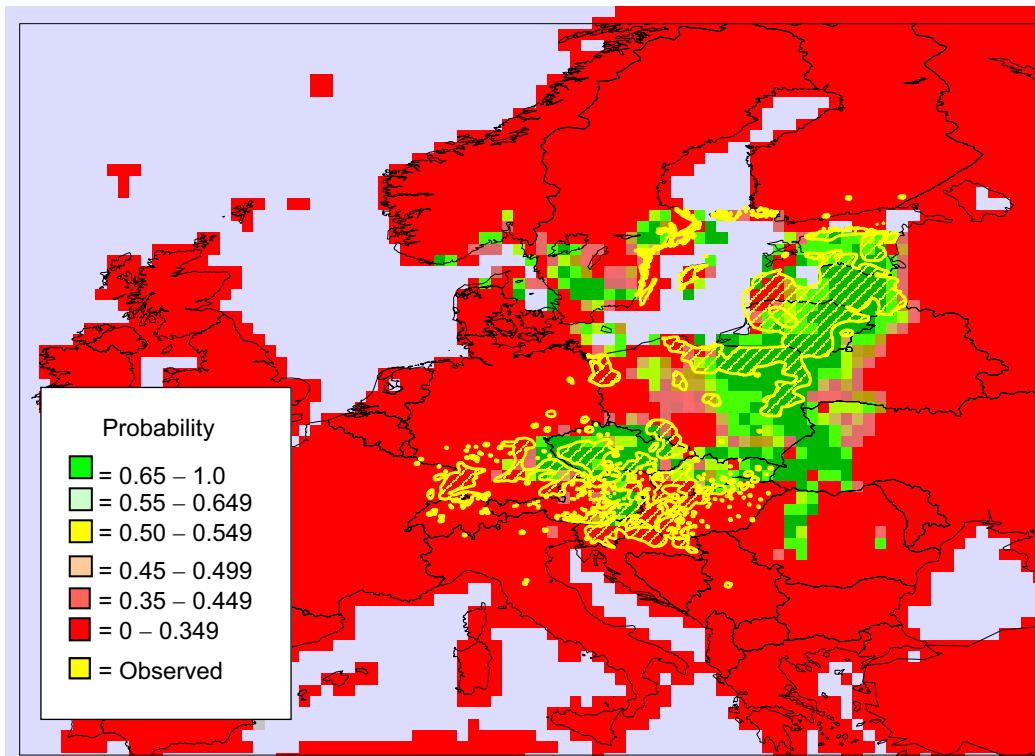 Probability
= 0.65 – 1.0
= 0.55 – 0.649
= 0.50 – 0.549
= 0.45 – 0.499
= 0.35 – 0.449
= 0 – 0.349
= Observed